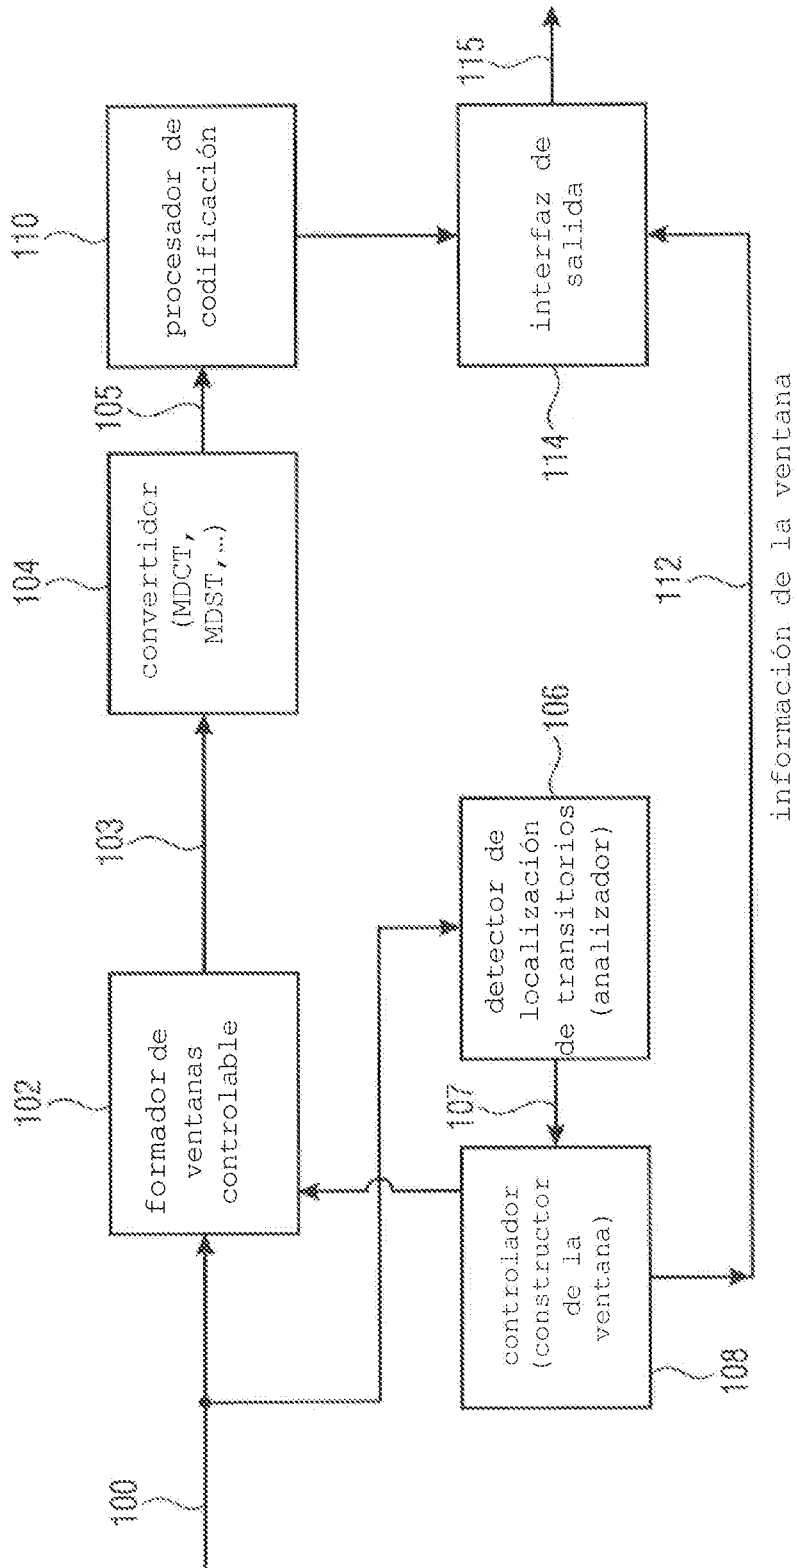 100
102
formador de
ventanas
controlable
103
104
convertidor
(MDCT,
MDST,…)
105
110
procesador de
codificación
108
controlador
(constructor
de la
ventana)
107
106
detector de
localización
de transitorios
(analizador)
114
interfaz de
salida
115
112
información de la ventana